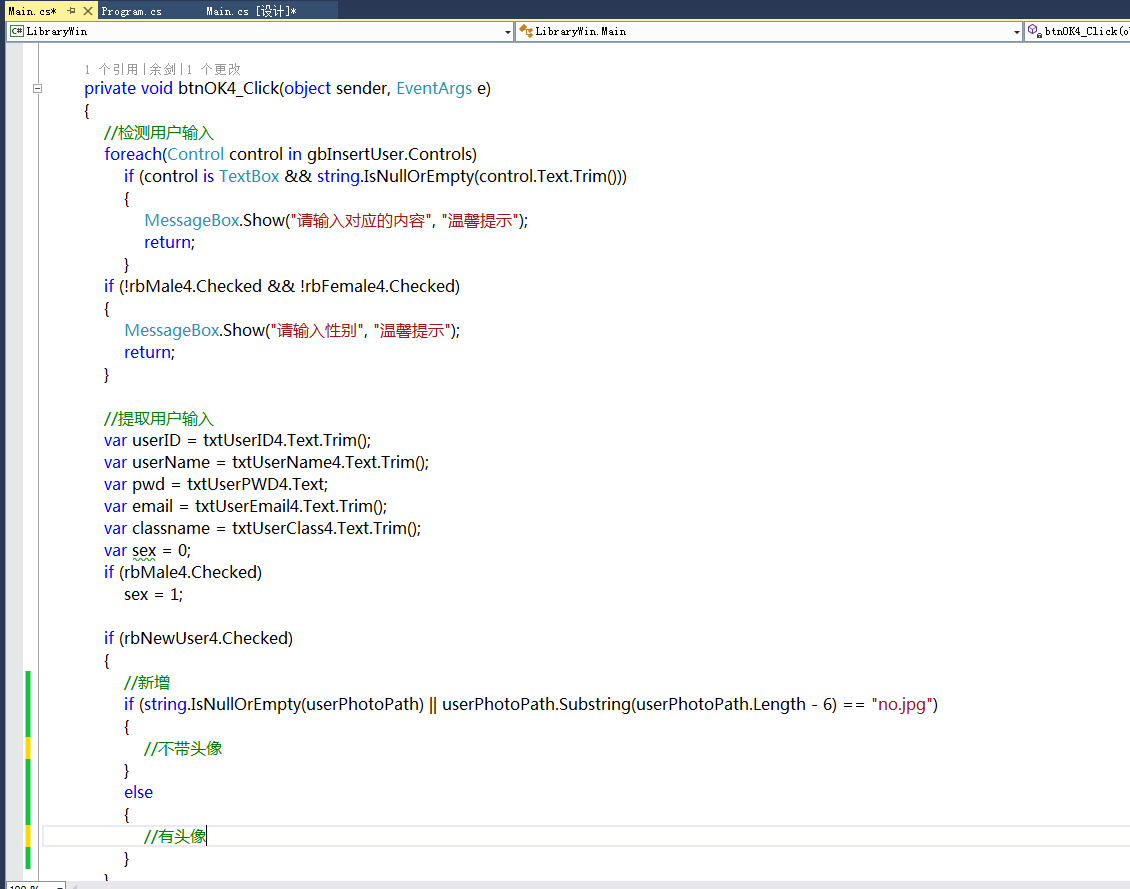 Main.cs* Program.cs Main.cs [设计]*
C# LibraryWin LibraryWin.Main btnOK4_Click(o
1 个引用|余剑|1 个更改
private void btnOK4_Click(object sender, EventArgs e)
{
//检测用户输入
foreach(Control control in gbInsertUser.Controls)
if (control is TextBox && string.IsNullOrEmpty(control.Text.Trim()))
{
MessageBox.Show("请输入对应的内容", "温馨提示");
return;
}
if (!rbMale4.Checked && !rbFemale4.Checked)
{
MessageBox.Show("请输入性别", "温馨提示");
return;
}
//提取用户输入
var userID = txtUserID4.Text.Trim();
var userName = txtUserName4.Text.Trim();
var pwd = txtUserPWD4.Text;
var email = txtUserEmail4.Text.Trim();
var classname = txtUserClass4.Text.Trim();
var sex = 0;
if (rbMale4.Checked)
sex = 1;
if (rbNewUser4.Checked)
{
//新增
if (string.IsNullOrEmpty(userPhotoPath) || userPhotoPath.Substring(userPhotoPath.Length - 6) == "no.jpg")
{
//不带头像
}
else
{
//有头像
}
}
100 %